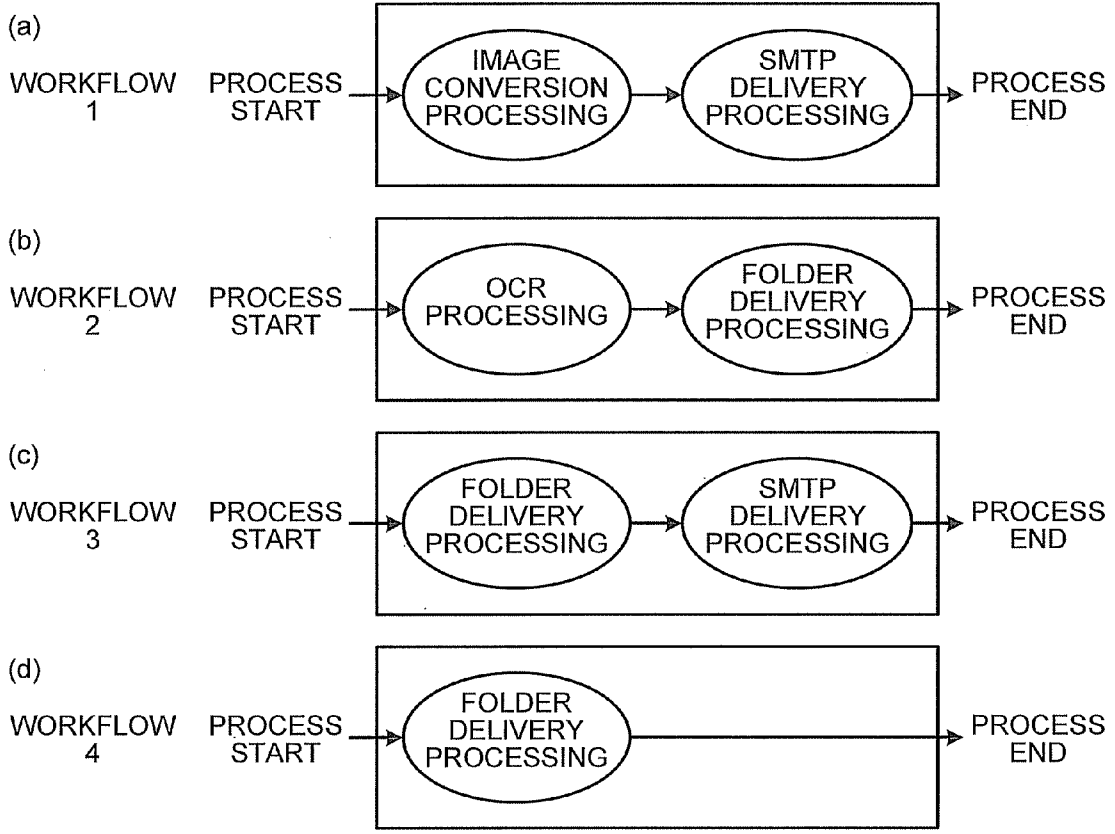 (a)
WORKFLOW
1
PROCESS
START
IMAGE
CONVERSION
PROCESSING
SMTP
DELIVERY
PROCESSING
PROCESS
END
(b)
WORKFLOW
2
PROCESS
START
OCR
PROCESSING
FOLDER
DELIVERY
PROCESSING
PROCESS
END
(c)
WORKFLOW
3
PROCESS
START
FOLDER
DELIVERY
PROCESSING
SMTP
DELIVERY
PROCESSING
PROCESS
END
(d)
WORKFLOW
4
PROCESS
START
FOLDER
DELIVERY
PROCESSING
PROCESS
END